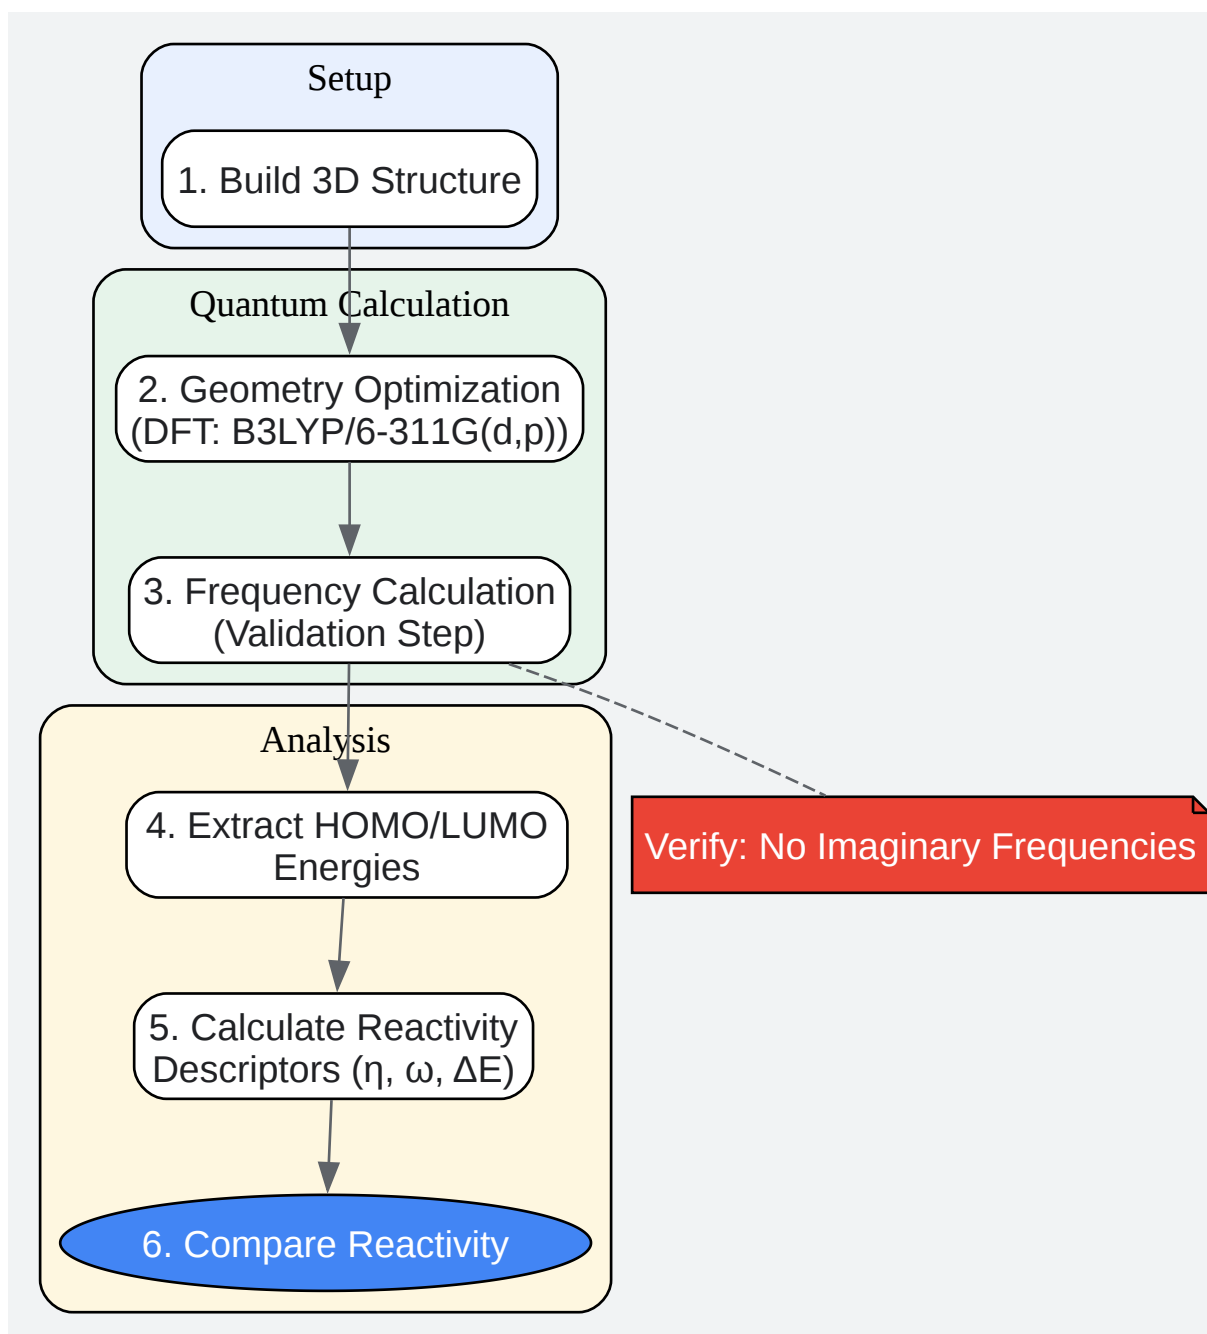 Setup
1. Build 3D Structure
Quantum Calculation
2. Geometry Optimization
(DFT: B3LYP/6-311G(d,p))
3. Frequency Calculation
(Validation Step)
Analysis
4. Extract HOMO/LUMO
Energies
Verify: No Imaginary Frequencies
5. Calculate Reactivity
Descriptors (η, ω, ΔE)
6. Compare Reactivity